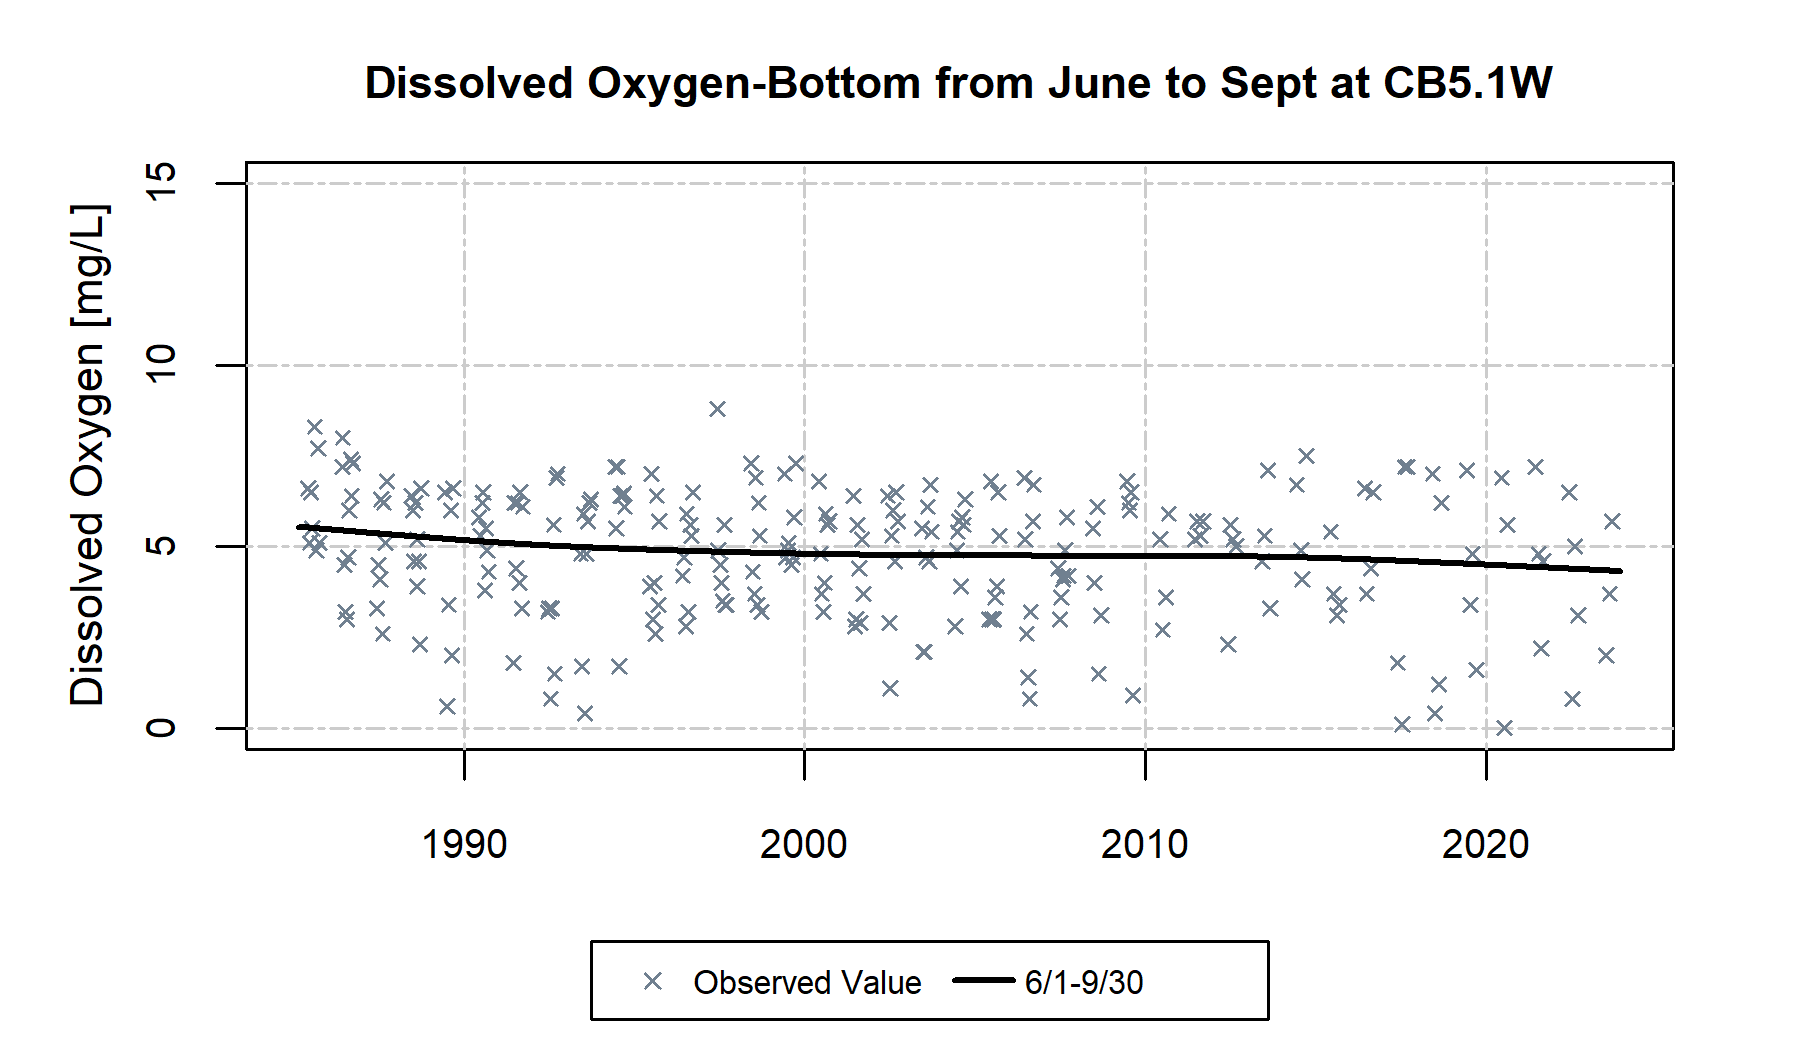 Dissolved Oxygen-Bottom from June to Sept at CB5.1W
Dissolved Oxygen [mg/L]
15
10
5
0
1990 2000 2010 2020
Observed Value 6/1-9/30